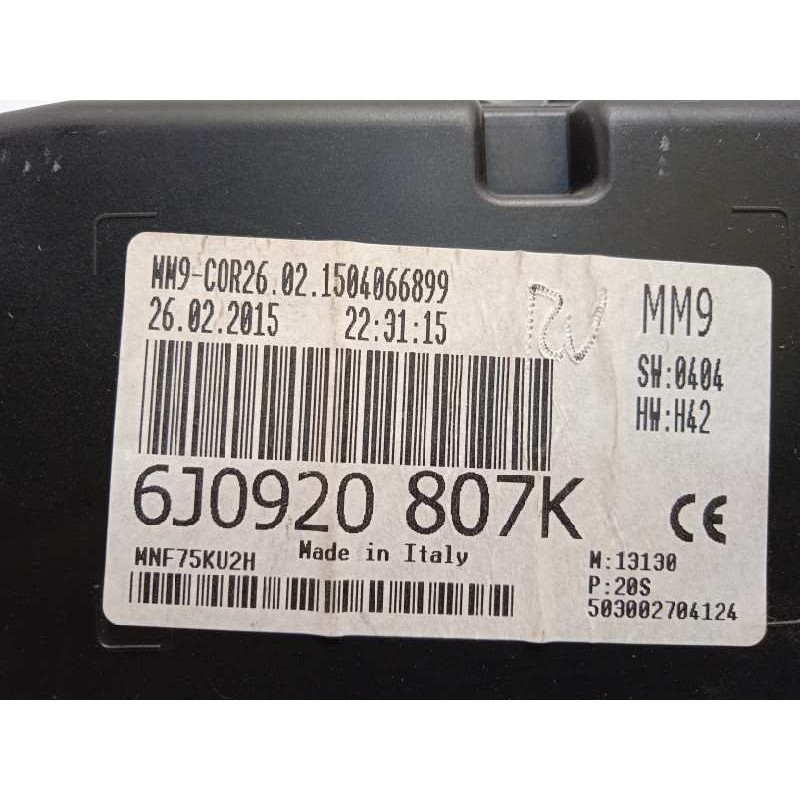 MM9-COR26.02.1504066899
26.02.2015 22:31:15
RV
MM9
SW:0404
HW:H42
6J0920 807K
CE
MNF75KU2H Made in Italy
M:13130
P:20S
503002704124